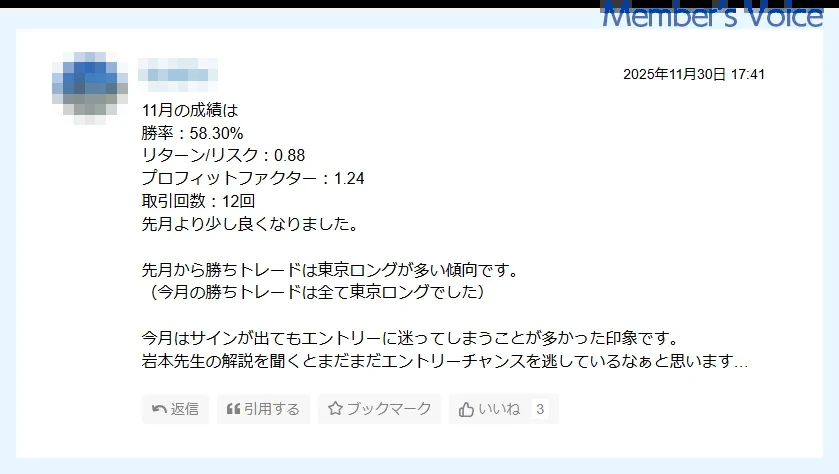 Member's Voice
2025年11月30日 17:41
11月の成績は
勝率：58.30%
リターン/リスク：0.88
プロフィットファクター：1.24
取引回数：12回
先月より少し良くなりました。
先月から勝ちトレードは東京ロングが多い傾向です。
（今月の勝ちトレードは全て東京ロングでした）
今月はサインが出てもエントリーに迷ってしまうことが多かった印象です。
岩本先生の解説を聞くとまだまだエントリーチャンスを逃しているなぁと思います…
返信 引用する ブックマーク いいね 3